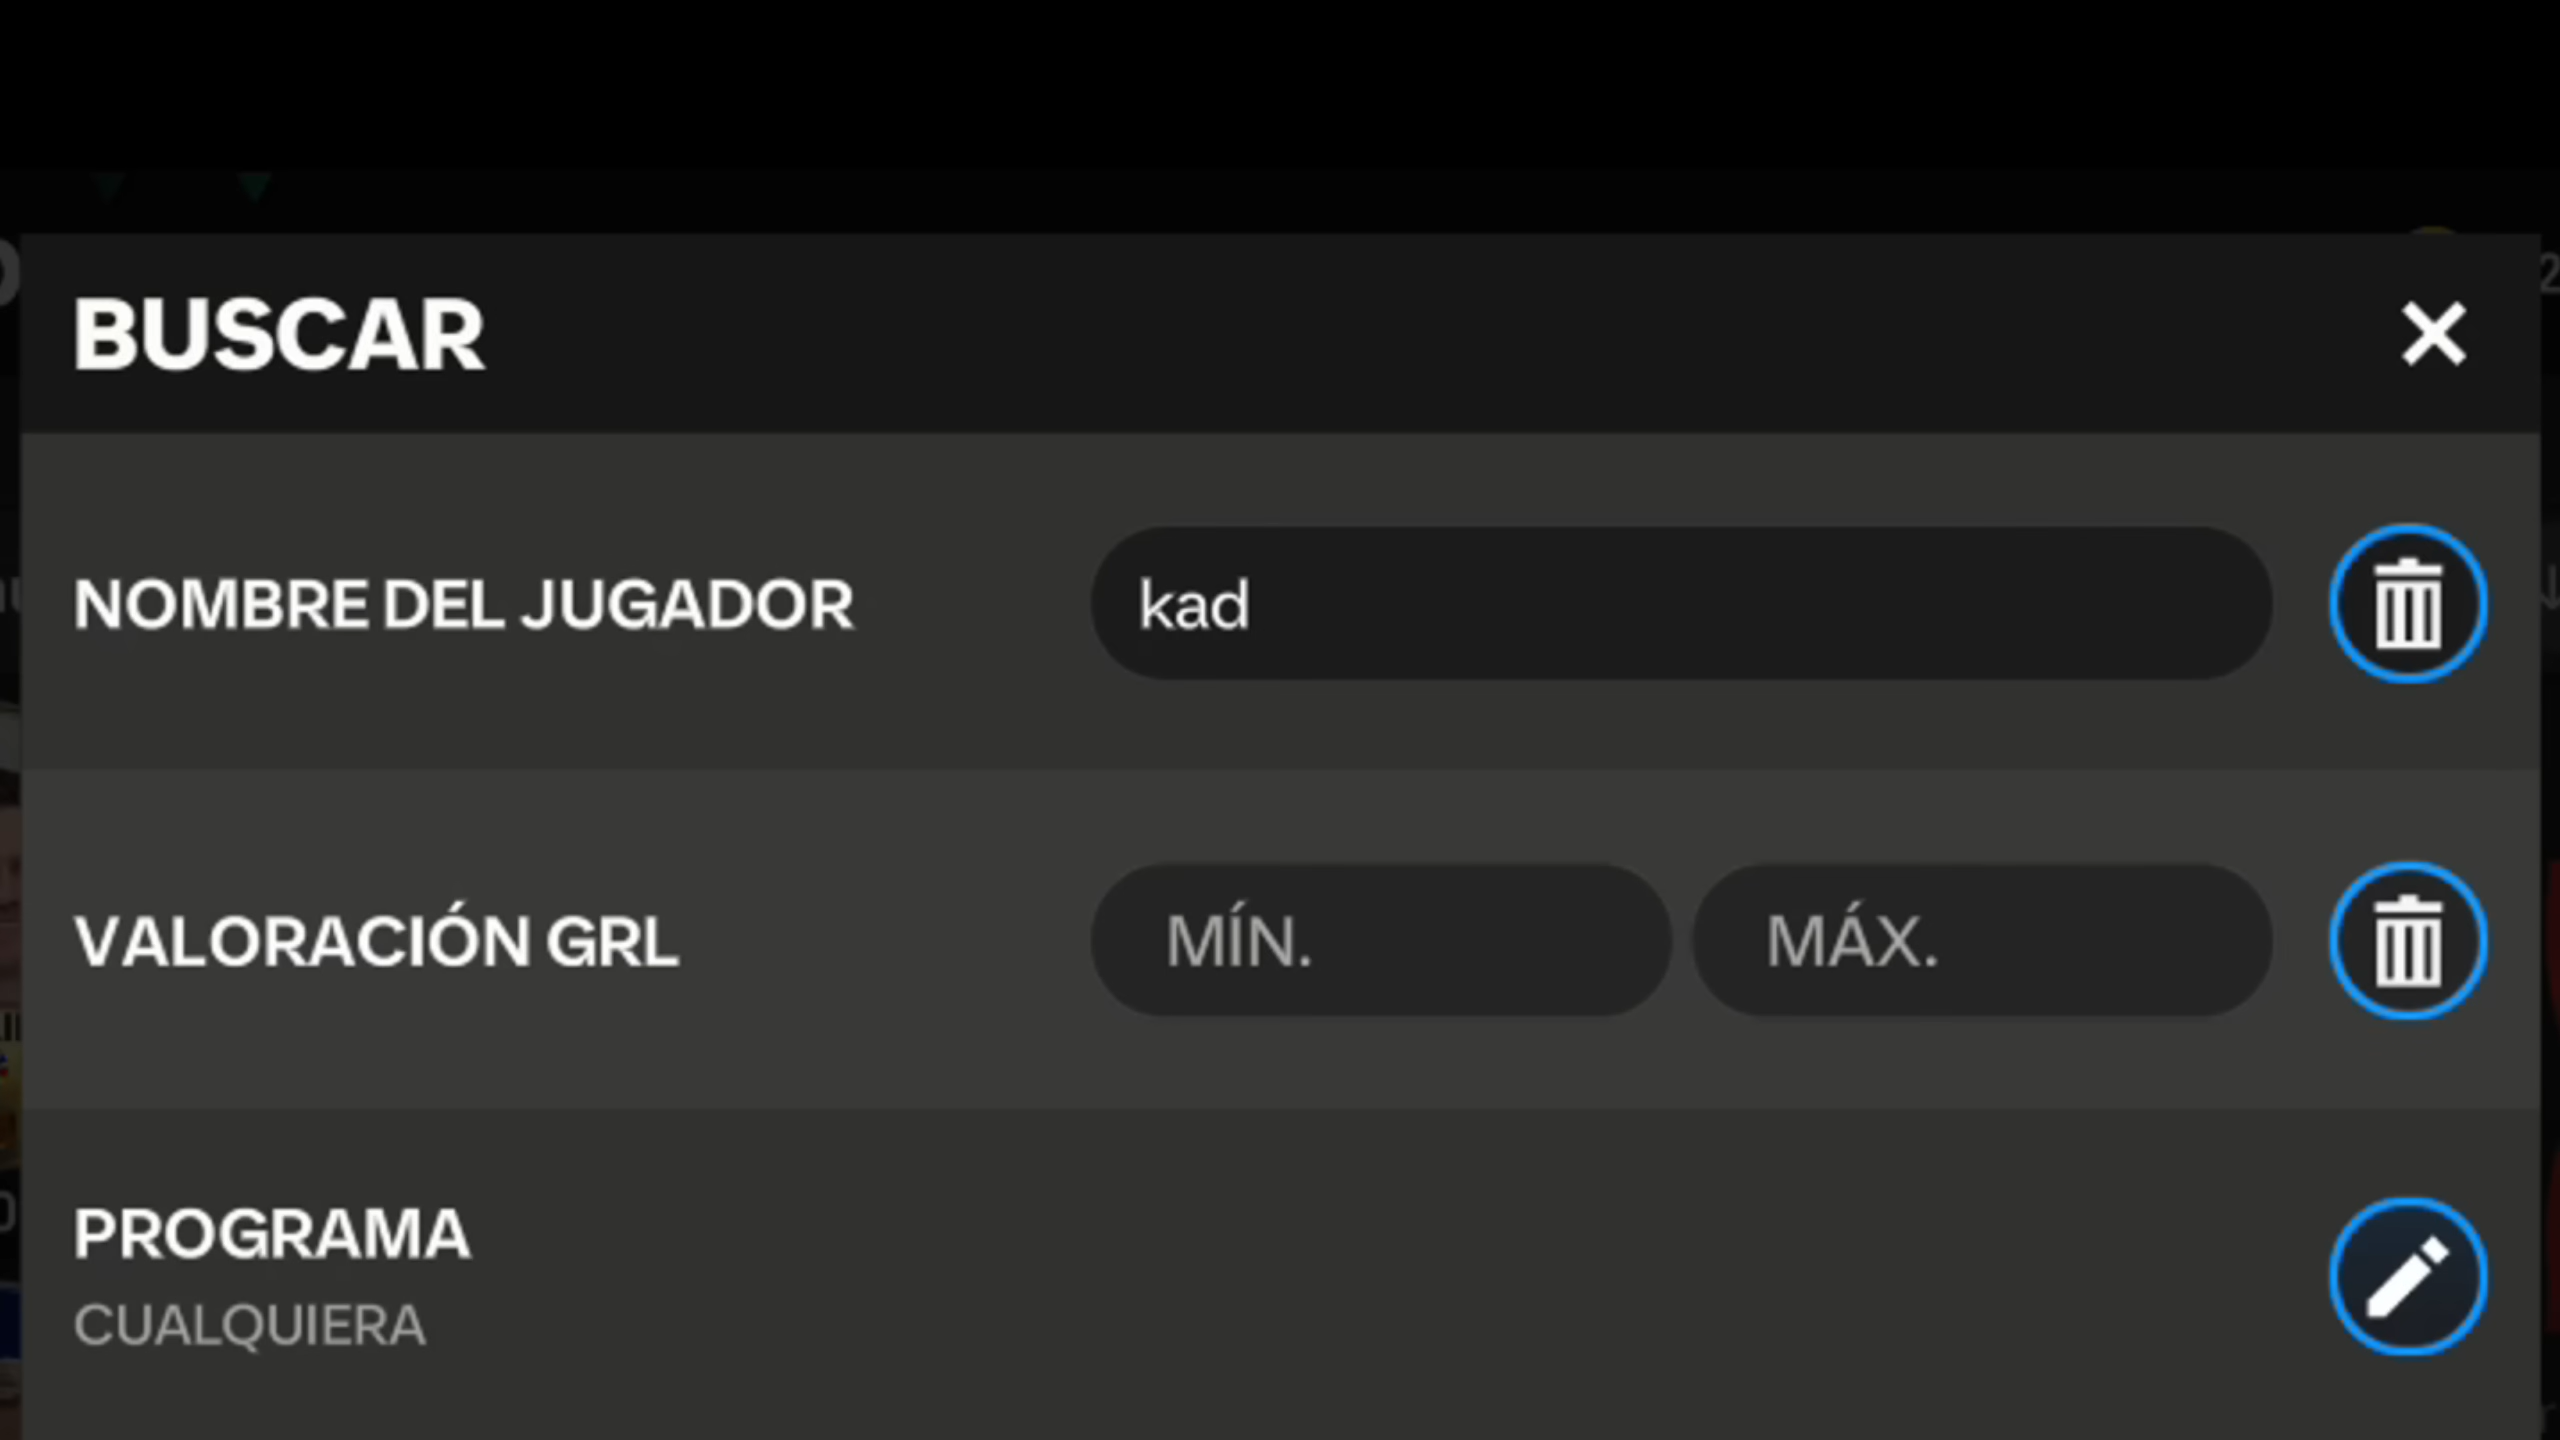 BUSCAR
NOMBRE DEL JUGADOR
kad
VALORACIÓN GRL
MÍN.
MÁX.
PROGRAMA
CUALQUIERA